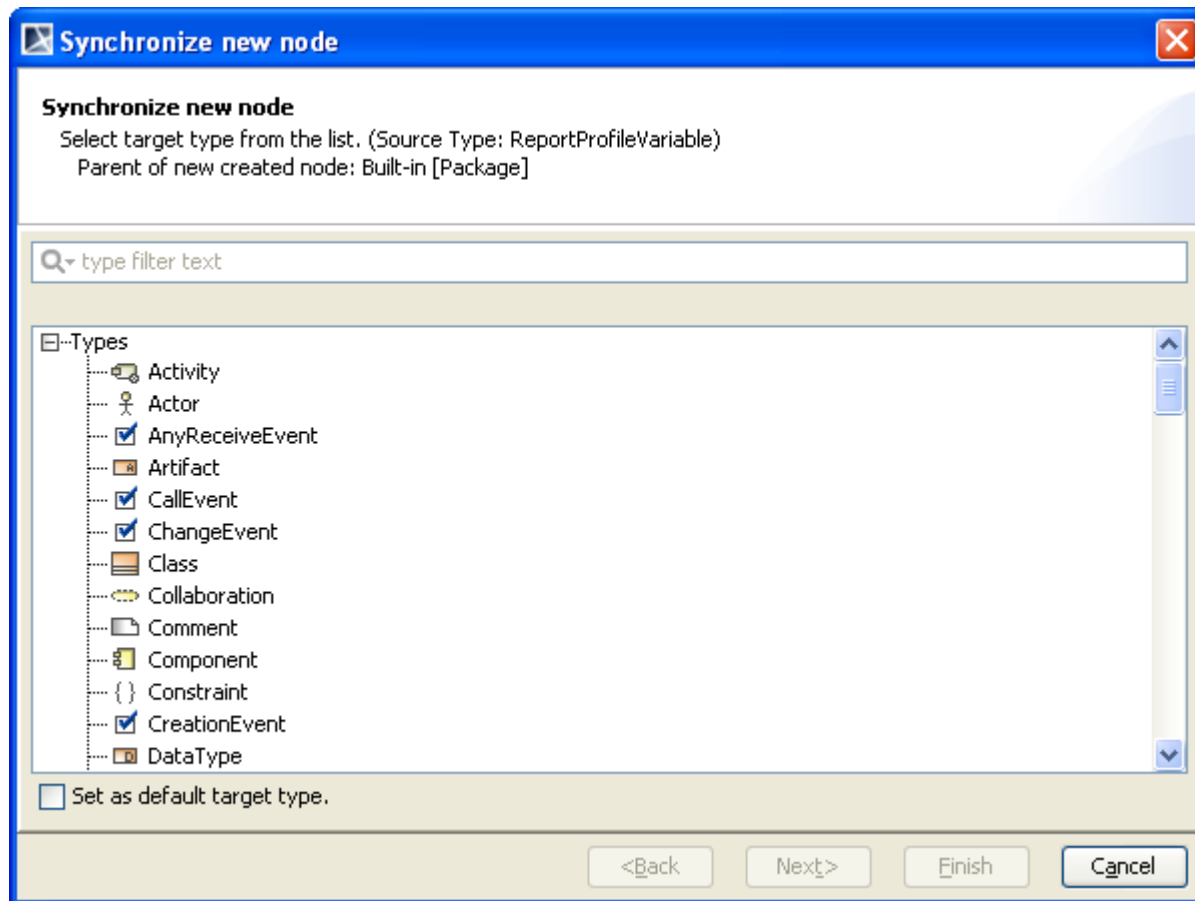 Synchronize new node
Synchronize new node
Select target type from the list. (Source Type: ReportProfileVariable)
Parent of new created node: Built-in [Package]
type filter text
Types
Activity
Actor
AnyReceiveEvent
Artifact
CallEvent
ChangeEvent
Class
Collaboration
Comment
Component
{ } Constraint
CreationEvent
DataType
Set as default target type.
<Back Next> Finish Cancel